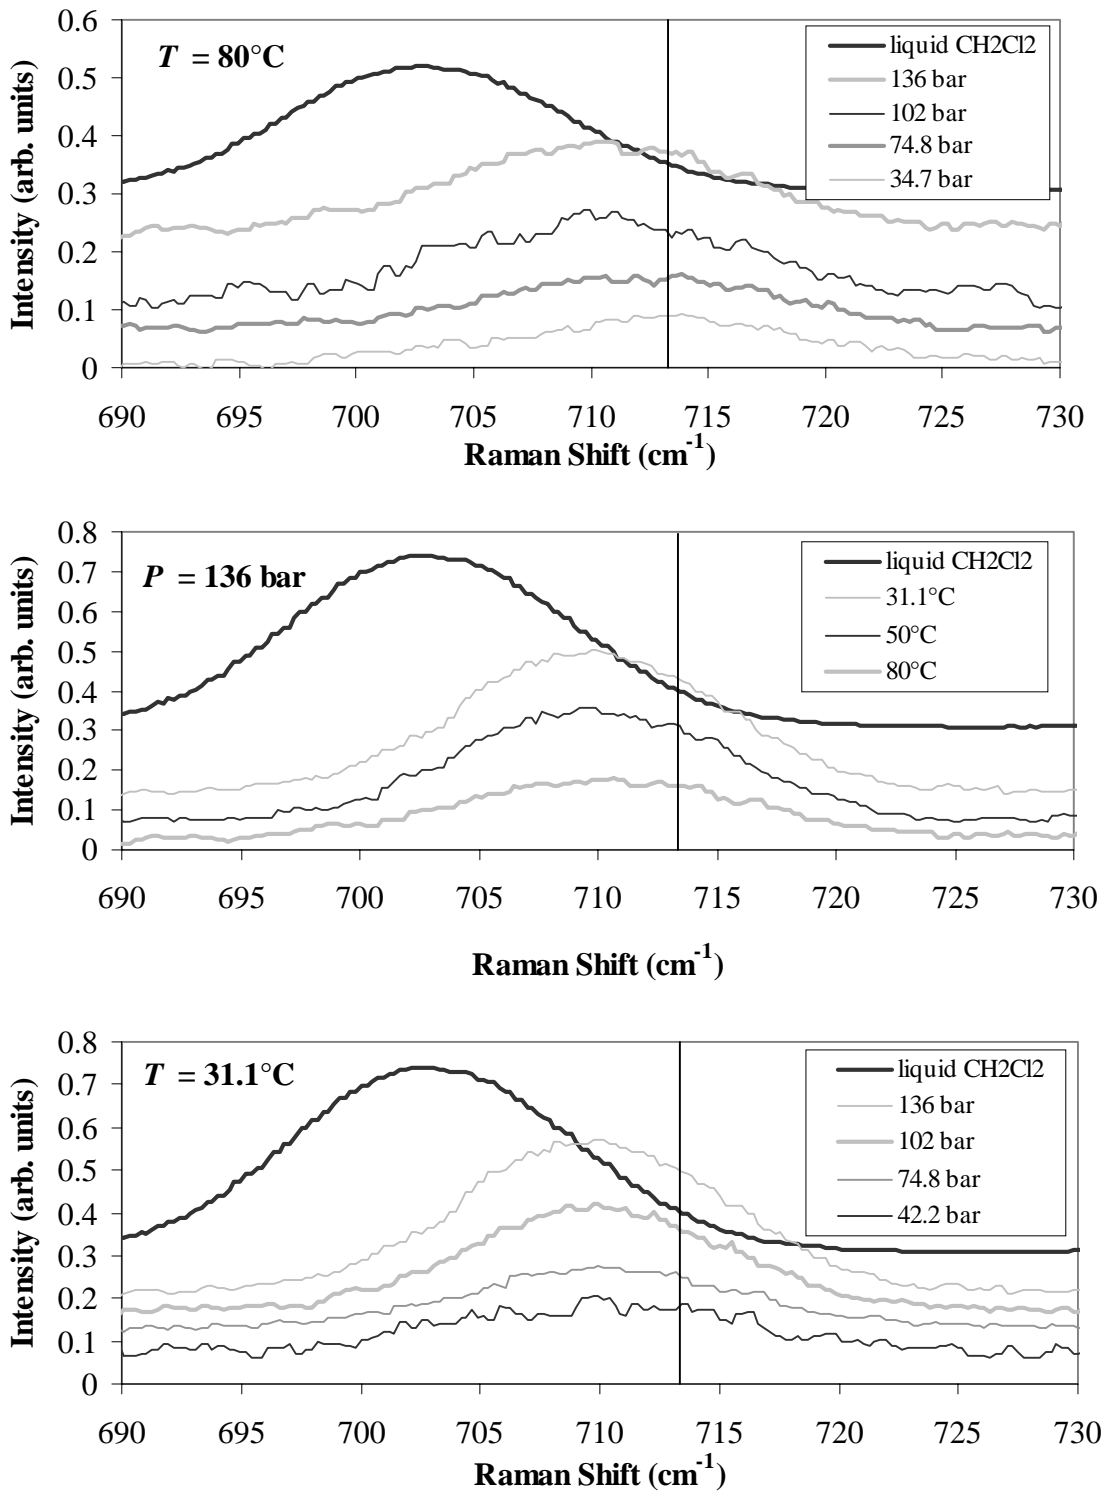 T = 80°C
liquid CH2Cl2
136 bar
102 bar
74.8 bar
34.7 bar
Intensity (arb. units)
0.6
0.5
0.4
0.3
0.2
0.1
0
690 695 700 705 710 715 720 725 730
Raman Shift (cm-1)
P = 136 bar
liquid CH2Cl2
31.1°C
50°C
80°C
Intensity (arb. units)
0.8
0.7
0.6
0.5
0.4
0.3
0.2
0.1
0
690 695 700 705 710 715 720 725 730
Raman Shift (cm-1)
T = 31.1°C
liquid CH2Cl2
136 bar
102 bar
74.8 bar
42.2 bar
Intensity (arb. units)
0.8
0.7
0.6
0.5
0.4
0.3
0.2
0.1
0
690 695 700 705 710 715 720 725 730
Raman Shift (cm-1)